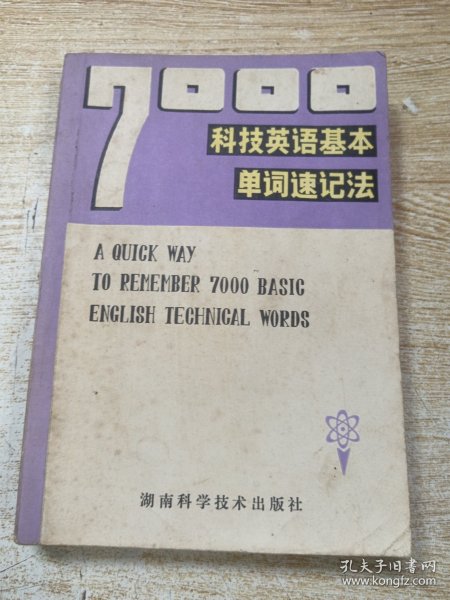 7000
科技英语基本
单词速记法
A QUICK WAY
TO REMEMBER 7000 BASIC
ENGLISH TECHNICAL WORDS
湖南科学技术出版社
孔夫子旧书网
www.kongfz.com